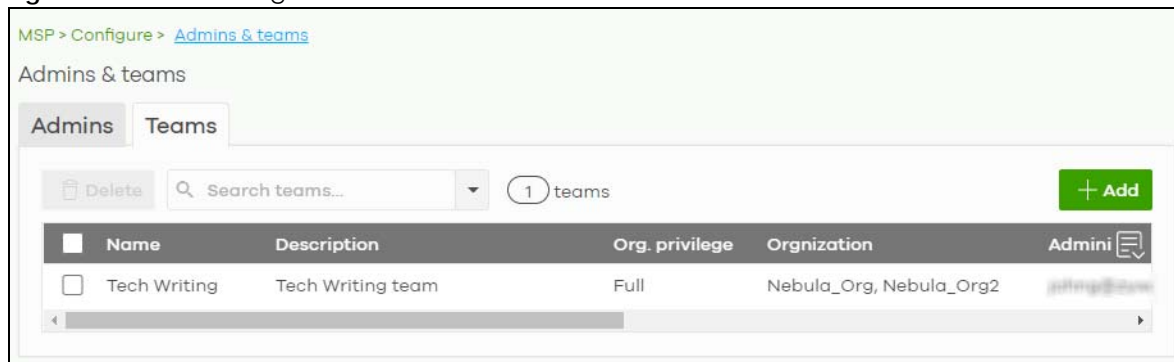 MSP > Configure > Admins & teams
Admins & teams
Admins Teams
Delete Search teams... 1 teams + Add
Name Description Org. privilege Orgnization Admini
Tech Writing Tech Writing team Full Nebula_Org, Nebula_Org2